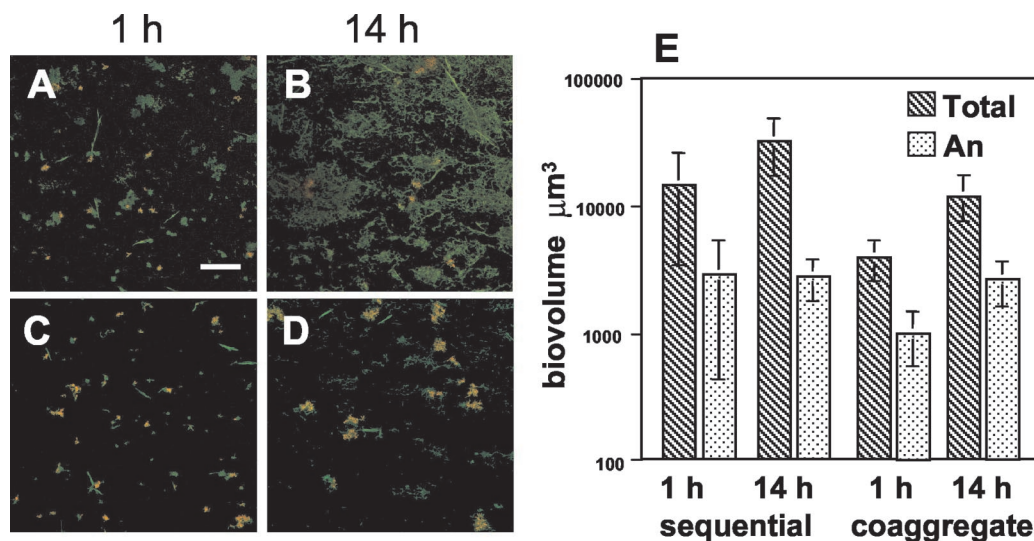 1 h
14 h
A
B
C
D
E
100000
10000
1000
100
biovolume μm³
Total
An
1 h
14 h
1 h
14 h
sequential
coaggregate